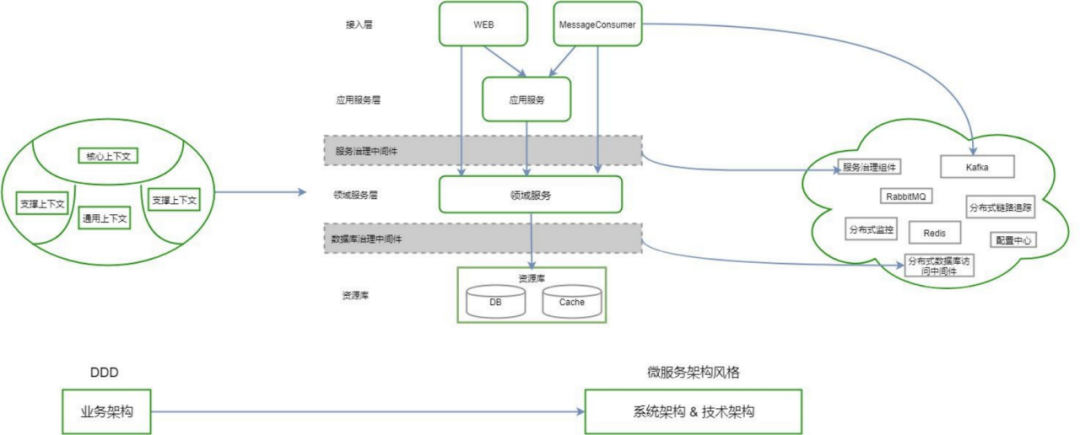 接入层
WEB
MessageConsumer
应用服务层
应用服务
服务治理中间件
领域服务层
领域服务
数据库治理中间件
资源库
资源库
DB
Cache
核心上下文
支撑上下文
通用上下文
支撑上下文
服务治理组件
Kafka
RabbitMQ
分布式链路追踪
分布式监控
Redis
配置中心
分布式数据库访
问中间件
DDD
业务架构
微服务架构风格
系统架构 & 技术架构